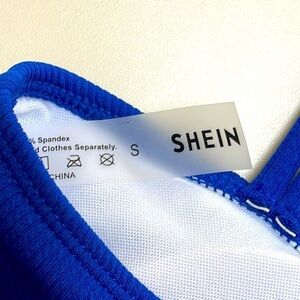 % Spandex
d Clothes Separately.
S
SHEIN
CHINA